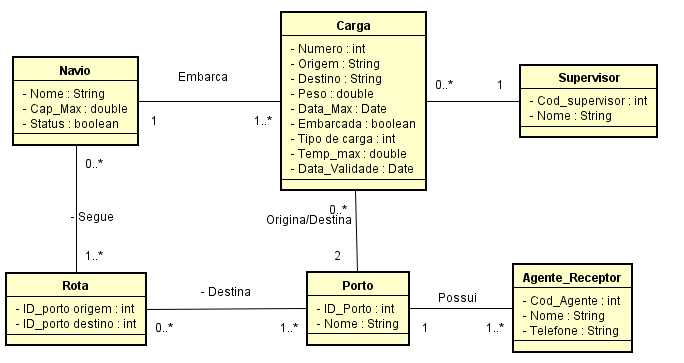 Carga
- Numero : int
- Origem : String
- Destino : String
- Peso : double
- Data_Max : Date
- Embarcada : boolean
- Tipo de carga : int
- Temp_max : double
- Data_Validade : Date
Navio
- Nome : String
- Cap_Max : double
- Status : boolean
Embarca
1
1..*
0..*
1
Supervisor
- Cod_supervisor : int
- Nome : String
0..*
- Segue
1..*
0..*
Origina/Destina
2
Rota
- ID_porto origem : int
- ID_porto destino : int
- Destina
0..*
1..*
Porto
- ID_Porto : int
- Nome : String
Possui
1
1..*
Agente_Receptor
- Cod_Agente : int
- Nome : String
- Telefone : String